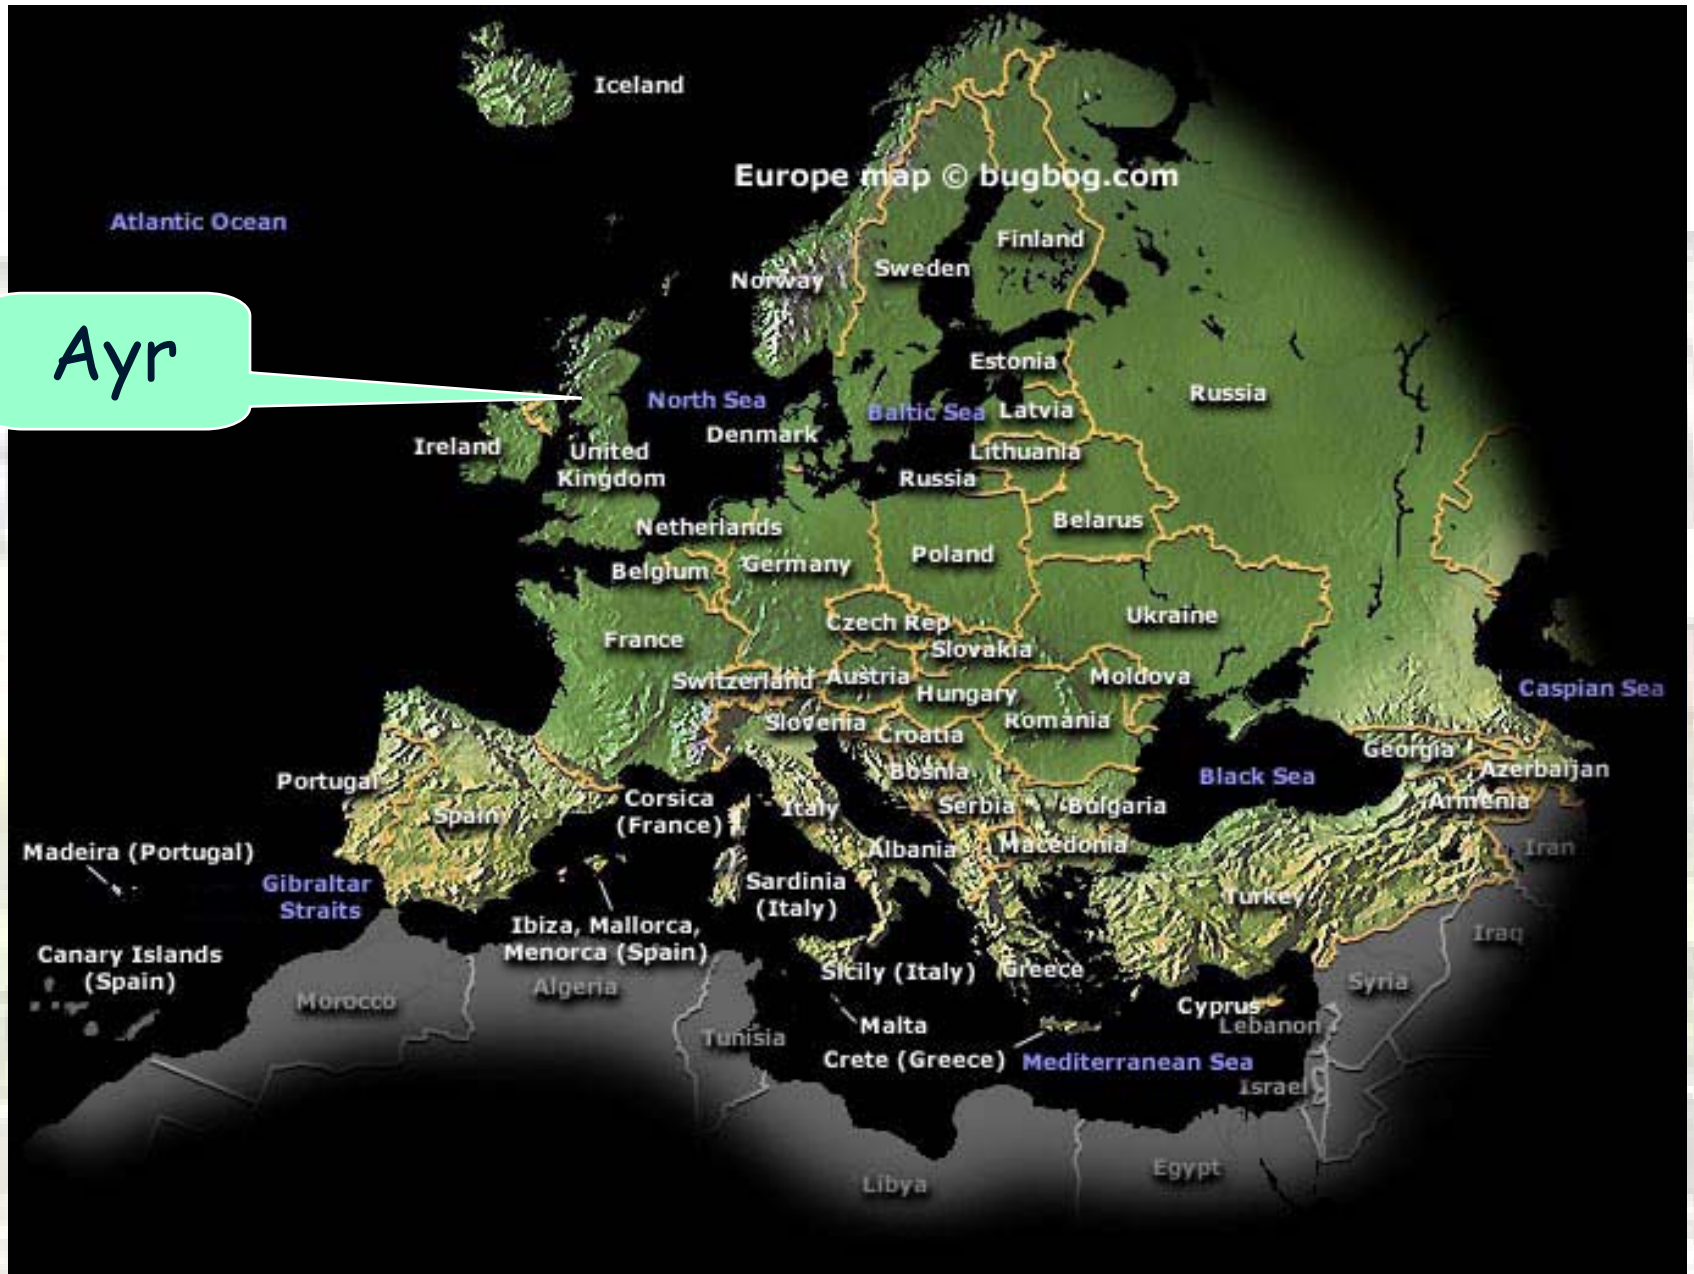 Iceland
Europe map © bugbog.com
Atlantic Ocean
Finland
Sweden
Norway
Ayr
Estonia
Russia
North Sea
Baltic Sea
Latvia
Denmark
Ireland
United
Kingdom
Lithuania
Russia
Netherlands
Belarus
Poland
Belgium
Germany
Ukraine
Czech Rep
France
Slovakia
Switzerland
Austria
Moldova
Hungary
Caspian Sea
Slovenia
Romania
Croatia
Georgia
Bosnia
Black Sea
Azerbaijan
Portugal
Spain
Corsica
(France)
Italy
Serbia
Bulgaria
Armenia
Madeira (Portugal)
Albania
Macedonia
Iran
Gibraltar
Straits
Sardinia
(Italy)
Turkey
Ibiza, Mallorca,
Menorca (Spain)
Iraq
Canary Islands
(Spain)
Sicily (Italy)
Greece
Syria
Morocco
Algeria
Cyprus
Malta
Lebanon
Tunisia
Crete (Greece)
Mediterranean Sea
Israel
Libya
Egypt